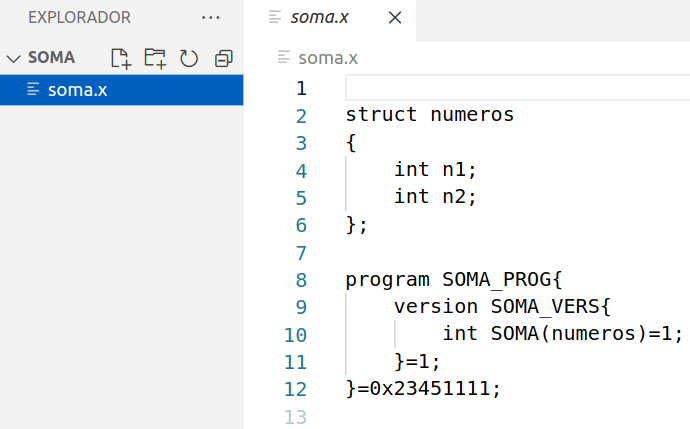 EXPLORADOR ...
SOMA
soma.x
soma.x
soma.x
1
2 struct numeros
3 {
4     int n1;
5     int n2;
6 };
7
8 program SOMA_PROG{
9     version SOMA_VERS{
10         int SOMA(numeros)=1;
11     }=1;
12 }=0x23451111;
13